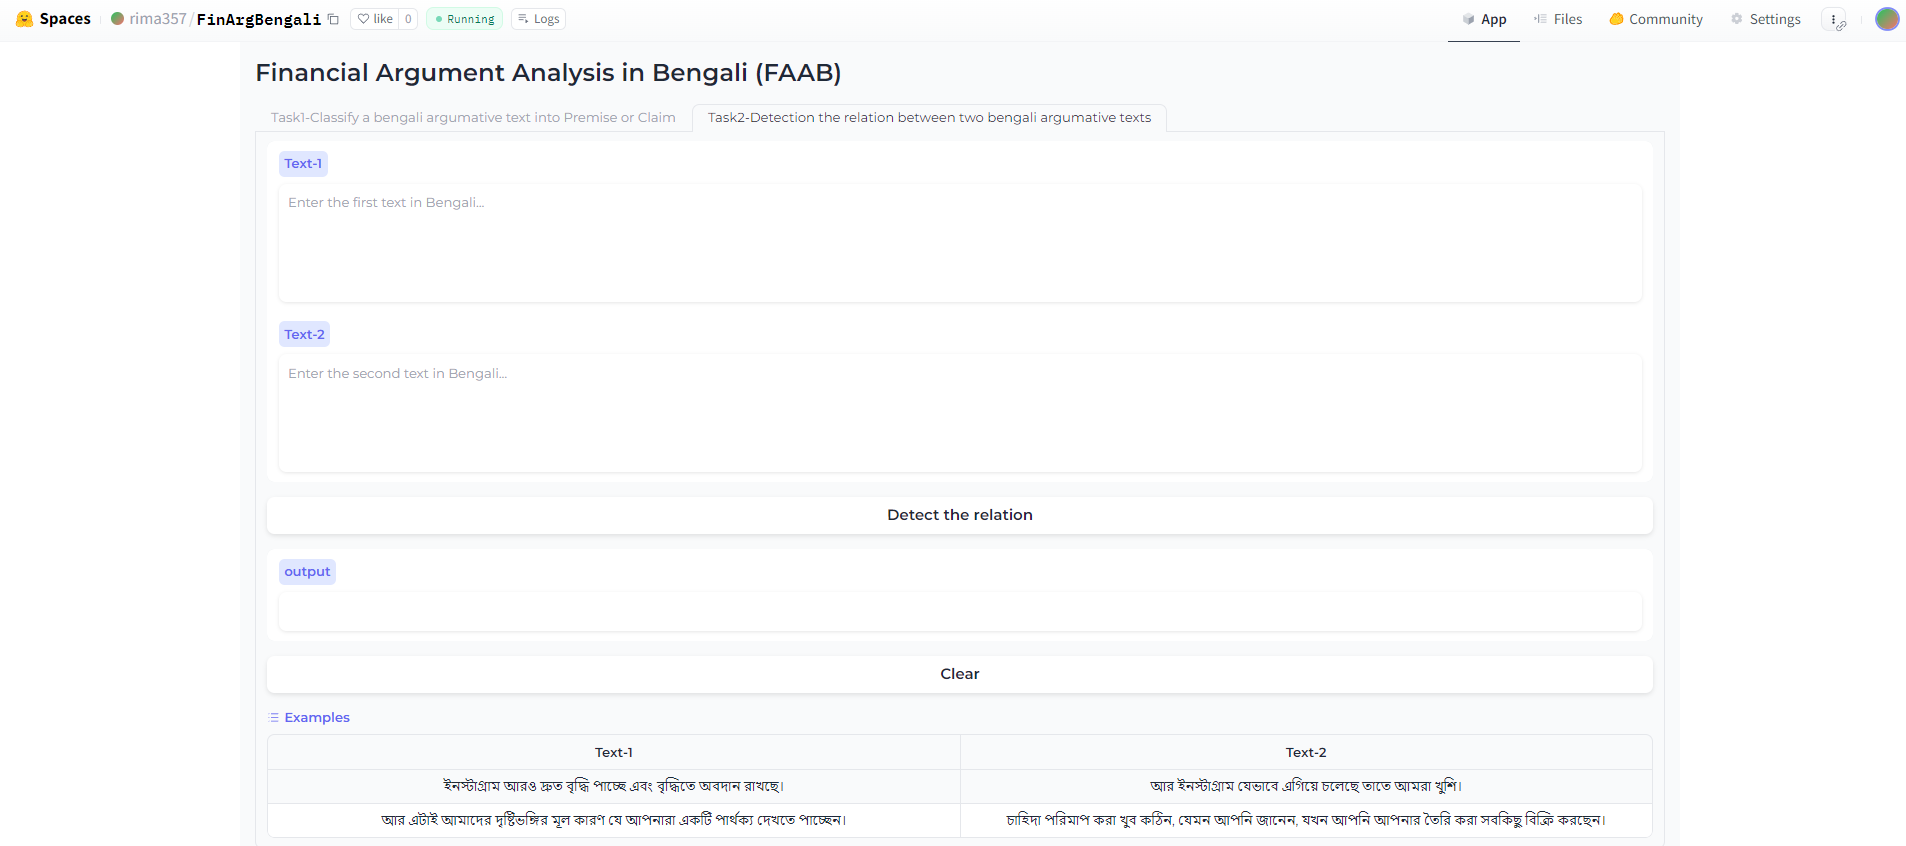 Spaces rima357/FinArgBengali like 0 Running Logs App Files Community Settings
Financial Argument Analysis in Bengali (FAAB)
Task1-Classify a bengali argumative text into Premise or Claim Task2-Detection the relation between two bengali argumative texts
Text-1
Enter the first text in Bengali...
Text-2
Enter the second text in Bengali...
Detect the relation
output
Clear
Examples
Text-1 Text-2
ইনস্টাগ্রাম আরও দ্রুত বৃদ্ধি পাচ্ছে এবং বৃদ্ধিতে অবদান রাখছে। আর ইনস্টাগ্রাম যেভাবে এগিয়ে চলেছে তাতে আমরা খুশি।
আর এটাই আমাদের দৃষ্টিভঙ্গির মূল কারণ যে আপনারা একটি পার্থক্য দেখতে পাচ্ছেন। চাহিদা পরিমাপ করা খুব কঠিন, যেমন আপনি জানেন, যখন আপনি আপনার তৈরি করা সবকিছু বিক্রি করছেন।